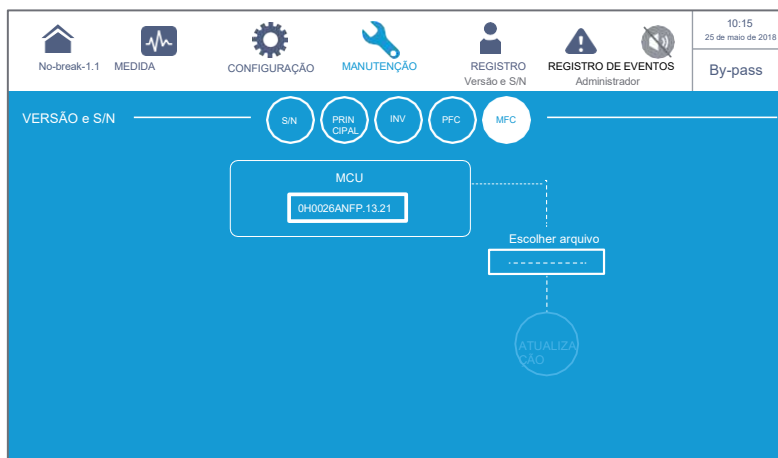 10:15
25 de maio de 2018
No-break-1.1 MEDIDA CONFIGURAÇÃO MANUTENÇÃO REGISTRO REGISTRO DE EVENTOS
Versão e S/N Administrador
By-pass
VERSÃO e S/N
S/N
PRIN
CIPAL
INV
PFC
MFC
MCU
0H0026ANFP.13.21
Escolher arquivo
------------
ATUALIZA
ÇÃO